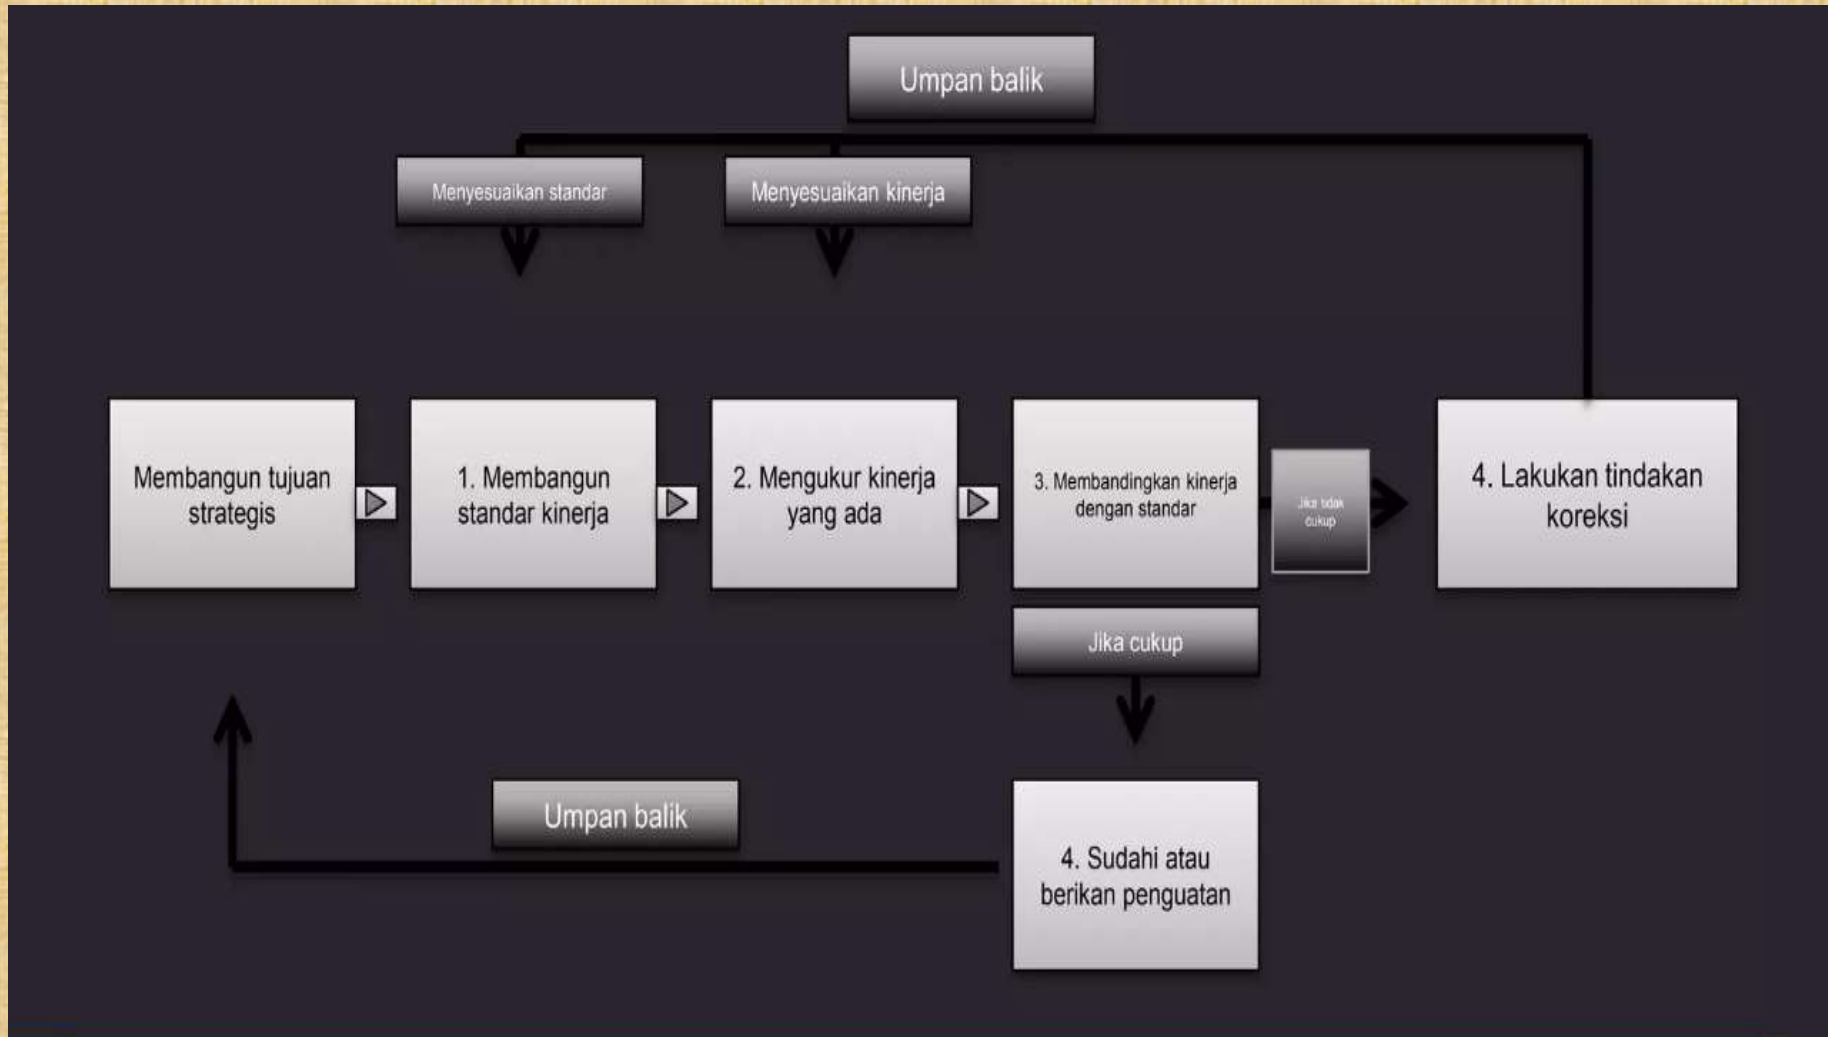 Umpan balik
Menyesuaikan standar
Menyesuaikan kinerja
Membangun tujuan
strategis
1. Membangun
standar kinerja
2. Mengukur kinerja
yang ada
3. Membandingkan kinerja
dengan standar
Jika tidak
cukup
4. Lakukan tindakan
koreksi
Jika cukup
Umpan balik
4. Sudahi atau
berikan penguatan